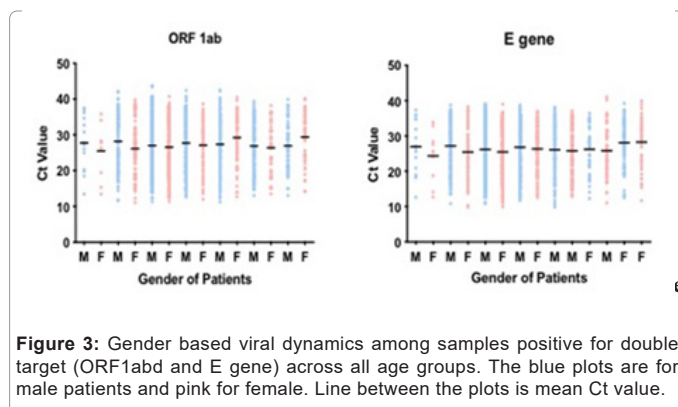 ORF 1ab
50
40
30
20
10
0
Ct Value
M F M F M F M F M F M F M F
Gender of Patients
E gene
50
40
30
20
10
0
Ct Value
M F M F M F M F M M F M F F
Gender of Patients
Figure 3: Gender based viral dynamics among samples positive for double
target (ORF1abd and E gene) across all age groups. The blue plots are for
male patients and pink for female. Line between the plots is mean Ct value.